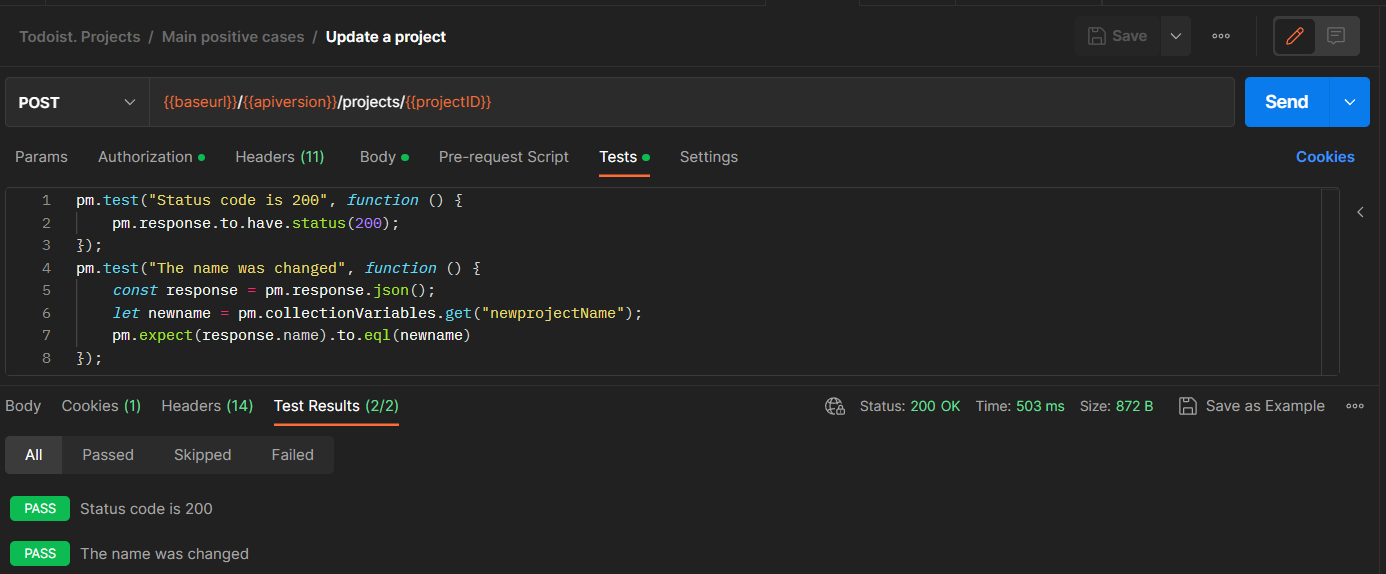 Todoist. Projects / Main positive cases / Update a project
Save
POST
{{baseurl}}/{{apiversion}}/projects/{{projectID}}
Send
Params Authorization Headers (11) Body Pre-request Script Tests Settings Cookies
1 pm.test("Status code is 200", function () {
2 pm.response.to.have.status(200);
3 });
4 pm.test("The name was changed", function () {
5 const response = pm.response.json();
6 let newname = pm.collectionVariables.get("newprojectName");
7 pm.expect(response.name).to.eql(newname)
8 });
Body Cookies (1) Headers (14) Test Results (2/2) Status: 200 OK Time: 503 ms Size: 872 B Save as Example
All Passed Skipped Failed
PASS Status code is 200
PASS The name was changed